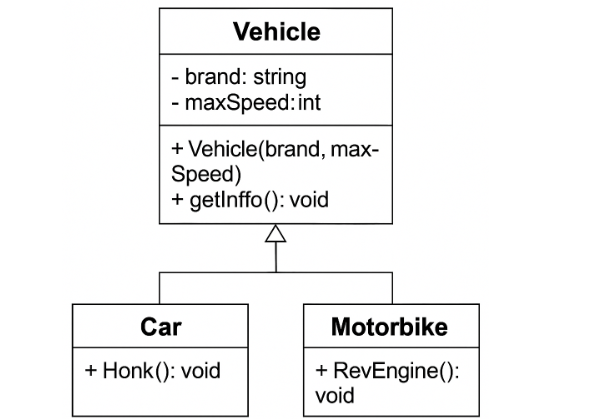 Vehicle
- brand: string
- maxSpeed: int
+ Vehicle(brand, max-
Speed)
+ getInffo(): void
Car
+ Honk(): void
Motorbike
+ RevEngine():
void